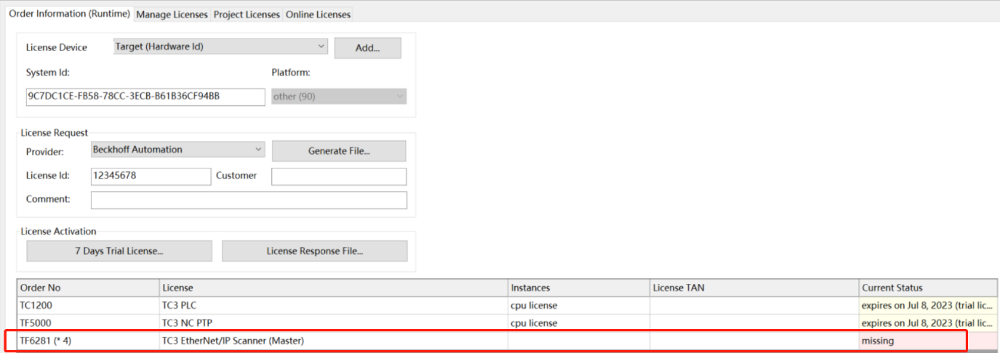 Order Information (Runtime) Manage Licenses Project Licenses Online Licenses
License Device Target (Hardware Id) Add...
System Id: Platform:
9C7DC1CE-FB58-78CC-3ECB-B61B36CF94BB other (90)
License Request
Provider: Beckhoff Automation Generate File...
License Id: 12345678 Customer
Comment:
License Activation
7 Days Trial License... License Response File...
Order No License Instances License TAN Current Status
TC1200 TC3 PLC cpu license expires on Jul 8, 2023 (trial lic...
TF5000 TC3 NC PTP cpu license expires on Jul 8, 2023 (trial lic...
TF6281 (* 4) TC3 EtherNet/IP Scanner (Master) missing